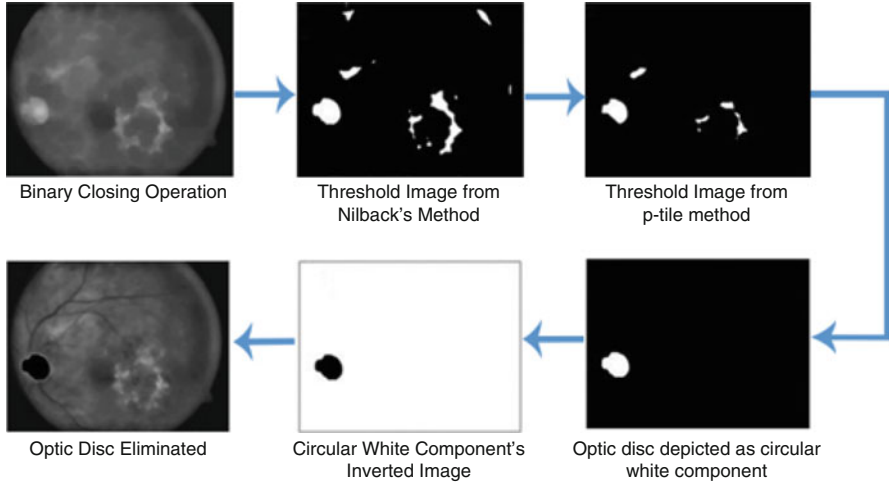 Binary Closing Operation
Threshold Image from
Nilback's Method
Threshold Image from
p-tile method
Optic Disc Eliminated
Circular White Component's
Inverted Image
Optic disc depicted as circular
white component